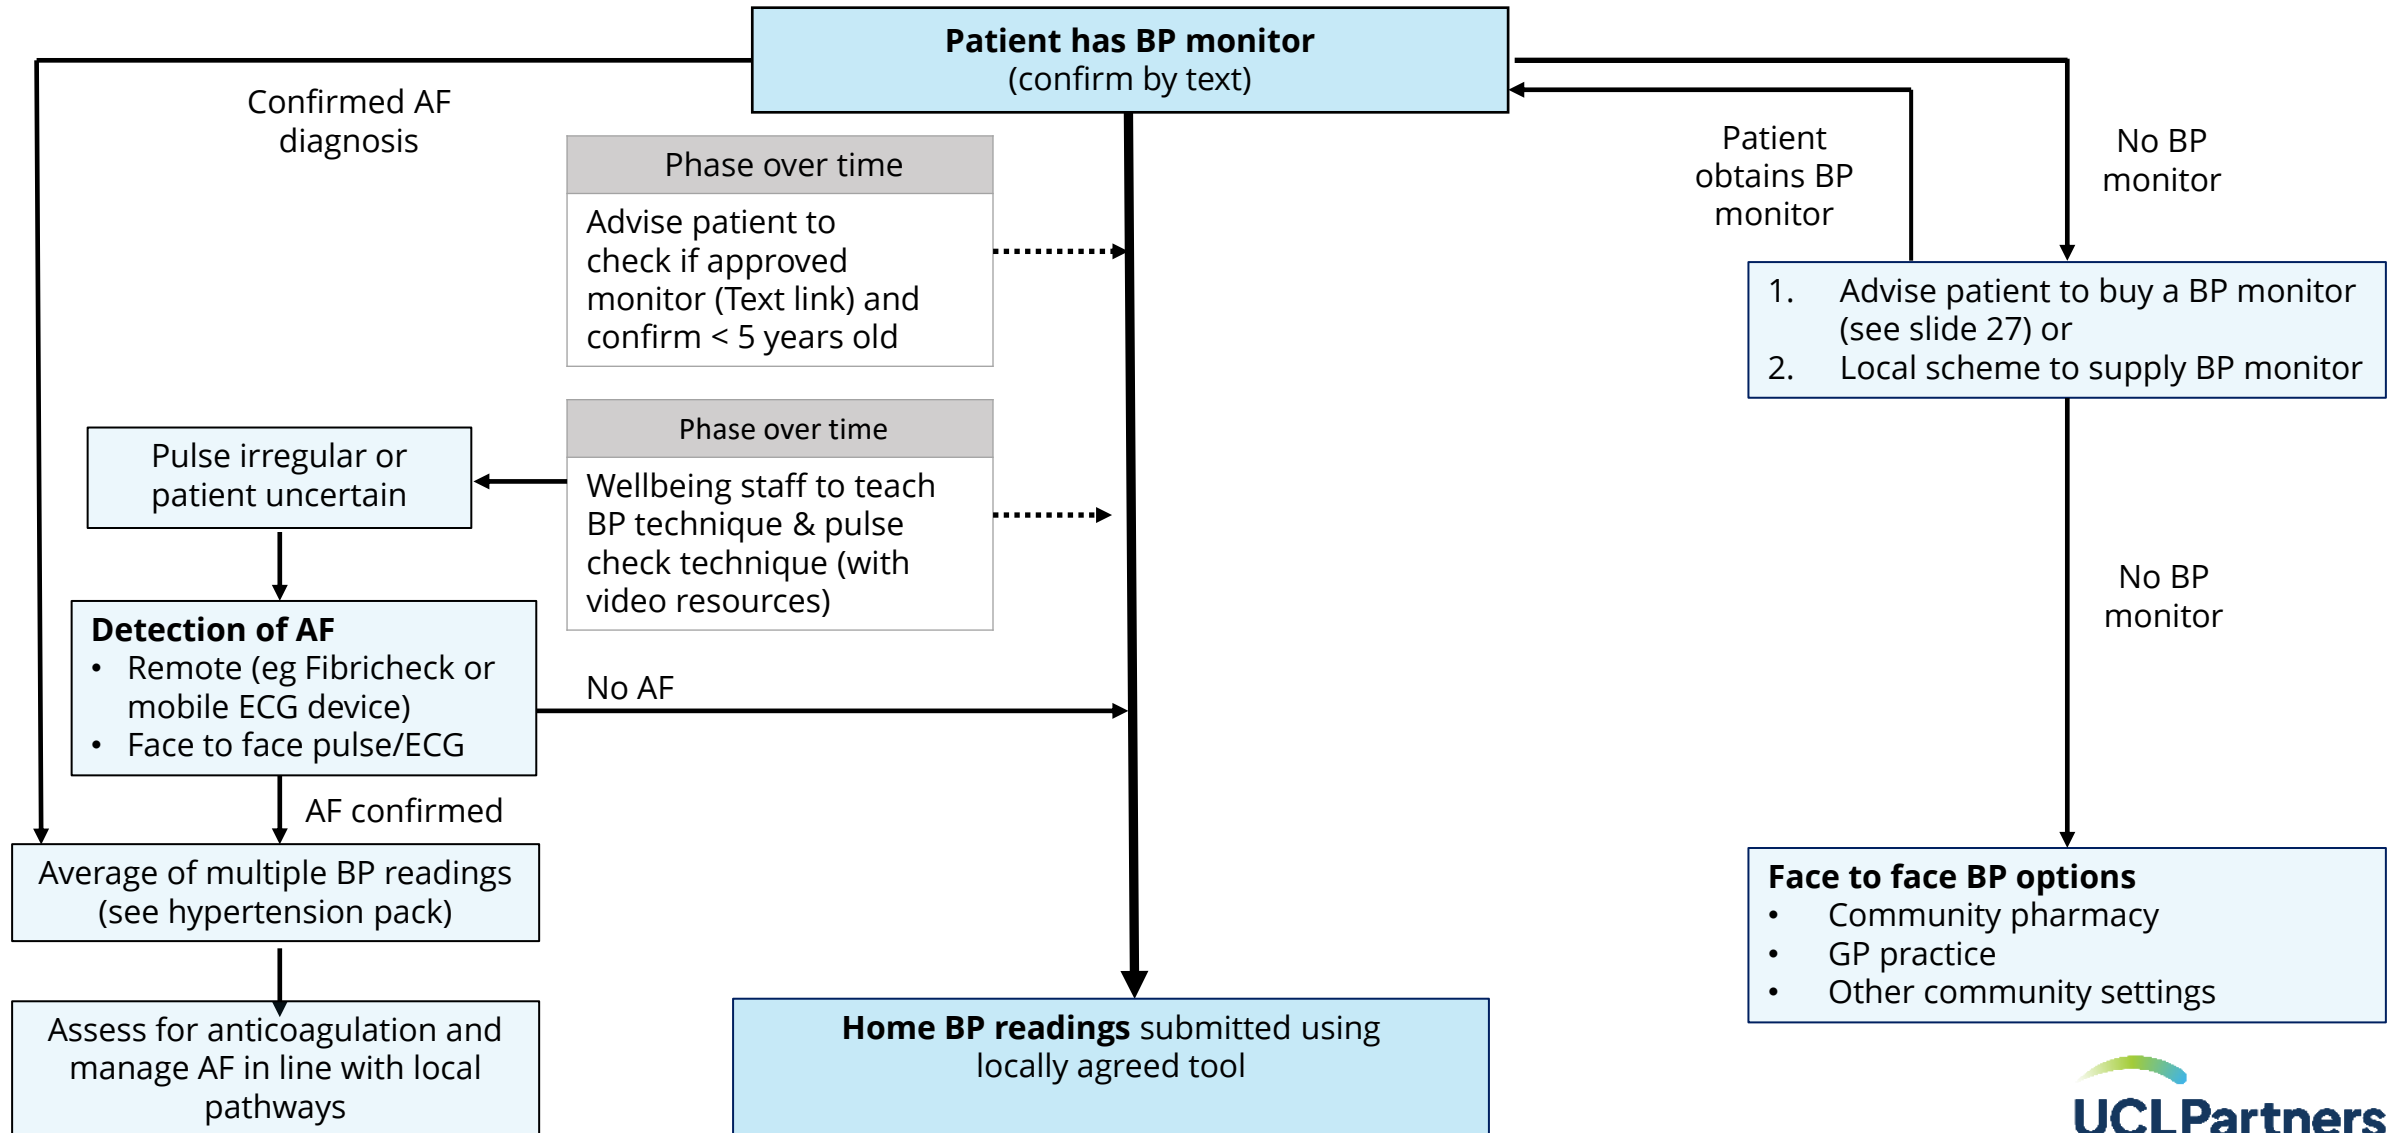 Patient has BP monitor
(confirm by text)
Confirmed AF
diagnosis
Patient
obtains BP
monitor
No BP
monitor
Phase over time
Advise patient to
check if approved
monitor (Text link) and
confirm < 5 years old
1. Advise patient to buy a BP monitor
(see slide 27) or
2. Local scheme to supply BP monitor
Phase over time
Wellbeing staff to teach
BP technique & pulse
check technique (with
video resources)
Pulse irregular or
patient uncertain
Detection of AF
• Remote (eg Fibricheck or
mobile ECG device)
• Face to face pulse/ECG
No AF
No BP
monitor
AF confirmed
Average of multiple BP readings
(see hypertension pack)
Face to face BP options
• Community pharmacy
• GP practice
• Other community settings
Assess for anticoagulation and
manage AF in line with local
pathways
Home BP readings submitted using
locally agreed tool
UCLPartners